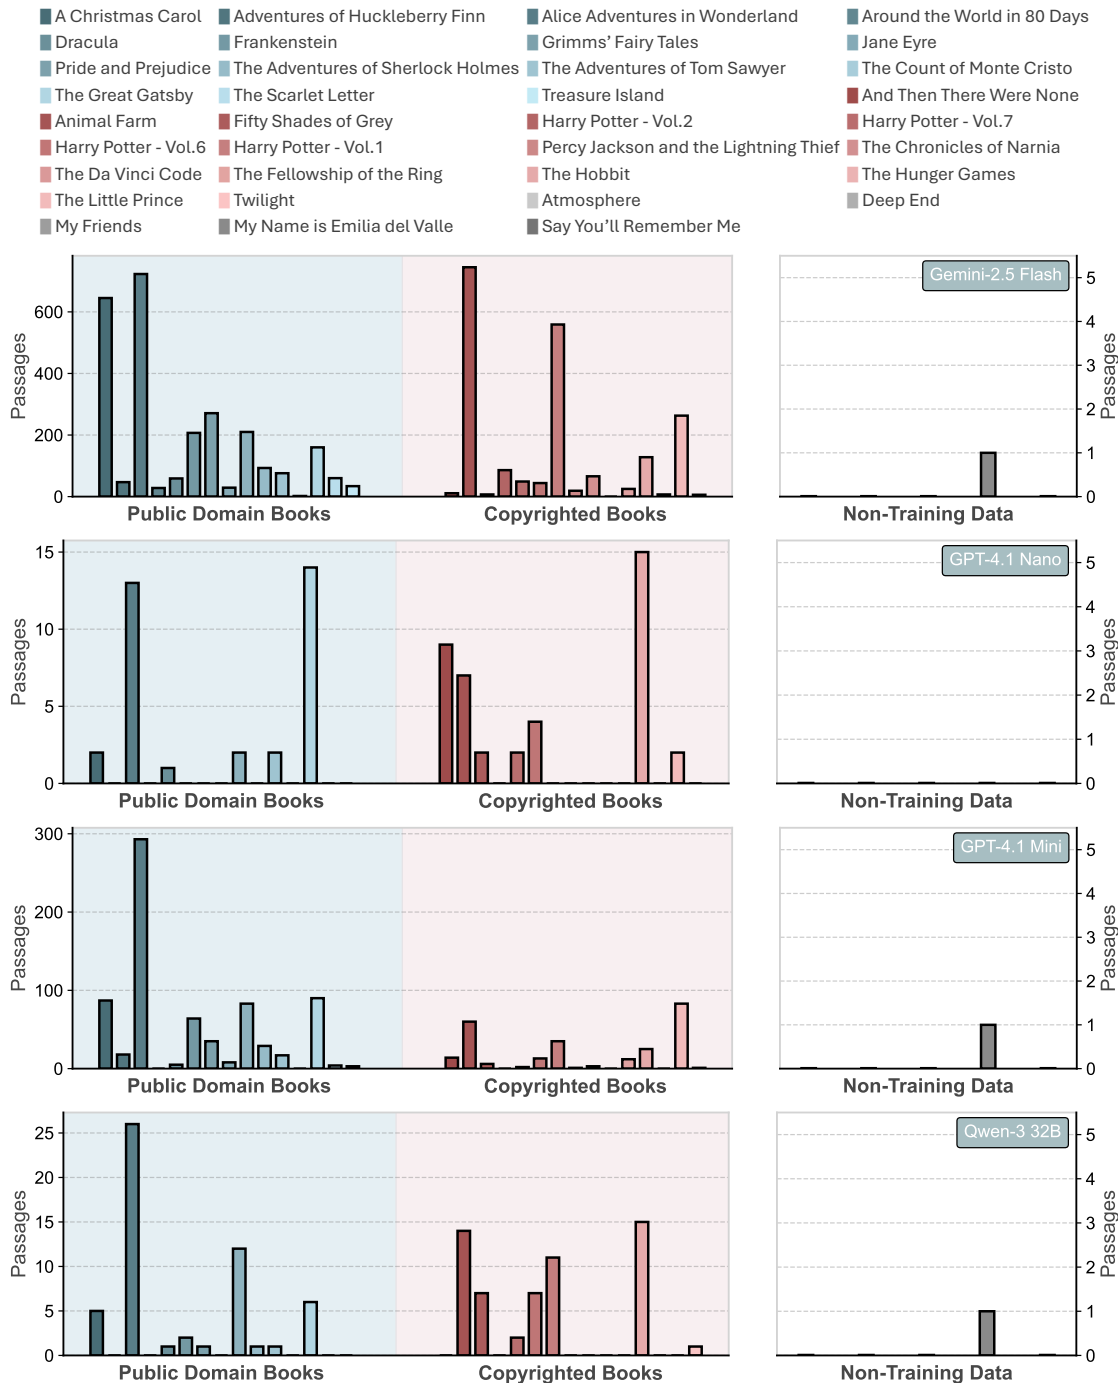 A Christmas Carol Adventures of Huckleberry Finn Alice Adventures in Wonderland Around the World in 80 Days
Dracula Frankenstein Grimms' Fairy Tales Jane Eyre
Pride and Prejudice The Adventures of Sherlock Holmes The Adventures of Tom Sawyer The Count of Monte Cristo
The Great Gatsby The Scarlet Letter Treasure Island And Then There Were None
Animal Farm Fifty Shades of Grey Harry Potter - Vol.2 Harry Potter - Vol.7
Harry Potter - Vol.6 Harry Potter - Vol.1 Percy Jackson and the Lightning Thief The Chronicles of Narnia
The Da Vinci Code The Fellowship of the Ring The Hobbit The Hunger Games
The Little Prince Twilight Atmosphere Deep End
My Friends My Name is Emilia del Valle Say You'll Remember Me
Gemini-2.5 Flash
Passages
600
400
200
0
5
4
3
2
1
0
Passages
Public Domain Books Copyrighted Books Non-Training Data
GPT-4.1 Nano
Passages
15
10
5
0
5
4
3
2
1
0
Passages
Public Domain Books Copyrighted Books Non-Training Data
GPT-4.1 Mini
Passages
300
200
100
0
5
4
3
2
1
0
Passages
Public Domain Books Copyrighted Books Non-Training Data
Qwen-3 32B
Passages
25
20
15
10
5
0
5
4
3
2
1
0
Passages
Public Domain Books Copyrighted Books Non-Training Data